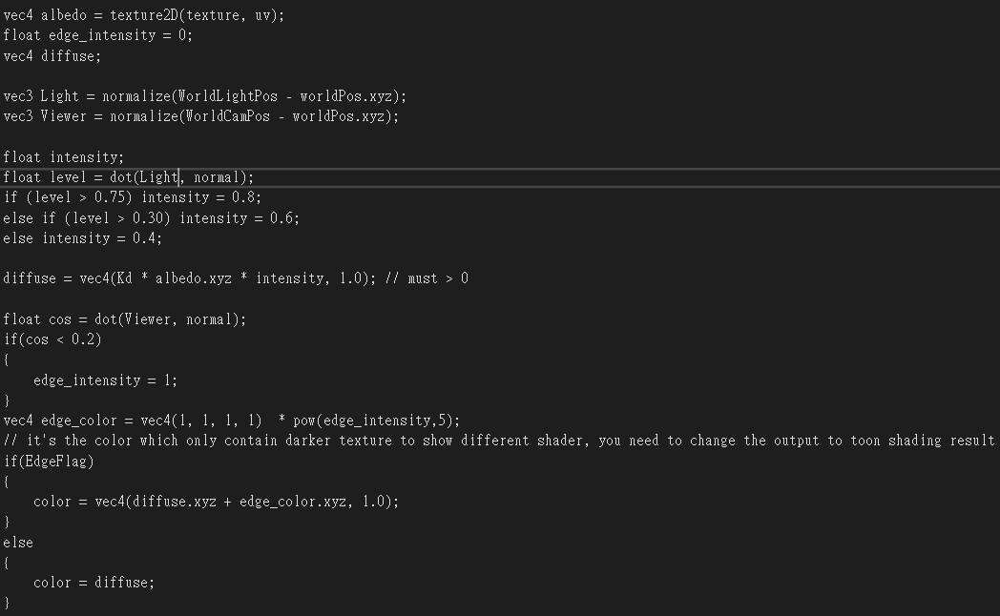 vec4 albedo = texture2D(texture, uv);
float edge_intensity = 0;
vec4 diffuse;
vec3 Light = normalize(WorldLightPos - worldPos.xyz);
vec3 Viewer = normalize(WorldCamPos - worldPos.xyz);
float intensity;
float level = dot(Light, normal);
if (level > 0.75) intensity = 0.8;
else if (level > 0.30) intensity = 0.6;
else intensity = 0.4;
diffuse = vec4(Kd * albedo.xyz * intensity, 1.0); // must > 0
float cos = dot(Viewer, normal);
if(cos < 0.2)
{
    edge_intensity = 1;
}
vec4 edge_color = vec4(1, 1, 1, 1)  * pow(edge_intensity,5);
// it's the color which only contain darker texture to show different shader, you need to change the output to toon shading result
if(EdgeFlag)
{
    color = vec4(diffuse.xyz + edge_color.xyz, 1.0);
}
else
{
    color = diffuse;
}